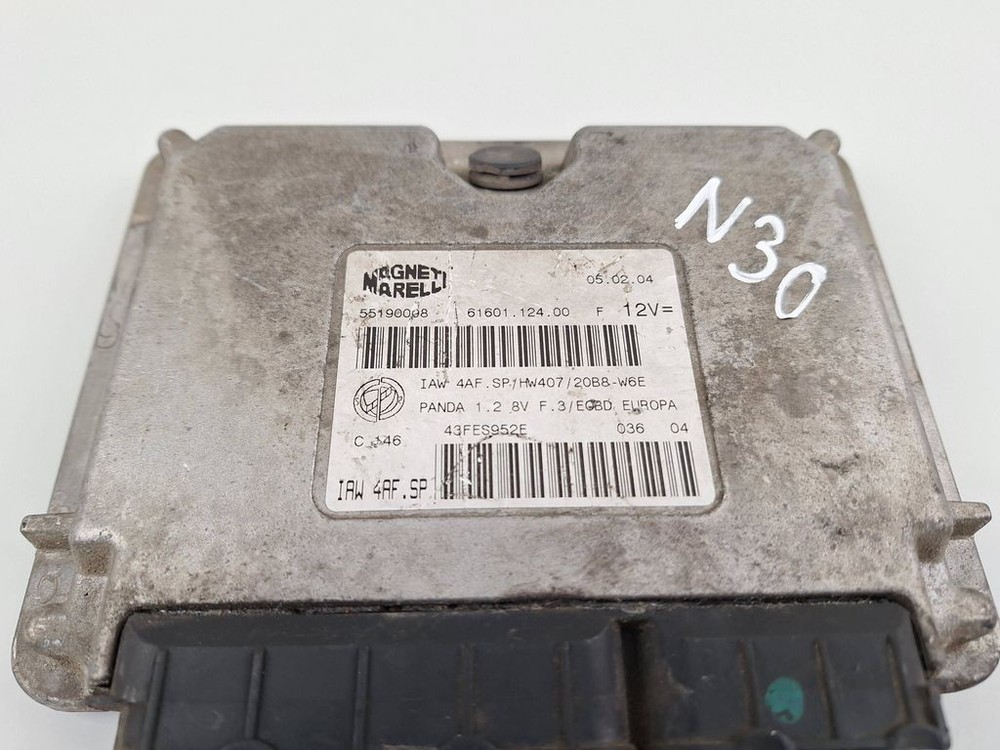 N30
MAGNETI
MARELLI
05.02.04
55190008 61601.124.00 F 12V=
IAW 4AF.SP/HW407/20B8-W6E
PANDA 1.2 8V F.3/EOBD EUROPA
43FES952E 036 04
C 146
IAW 4AF.SP